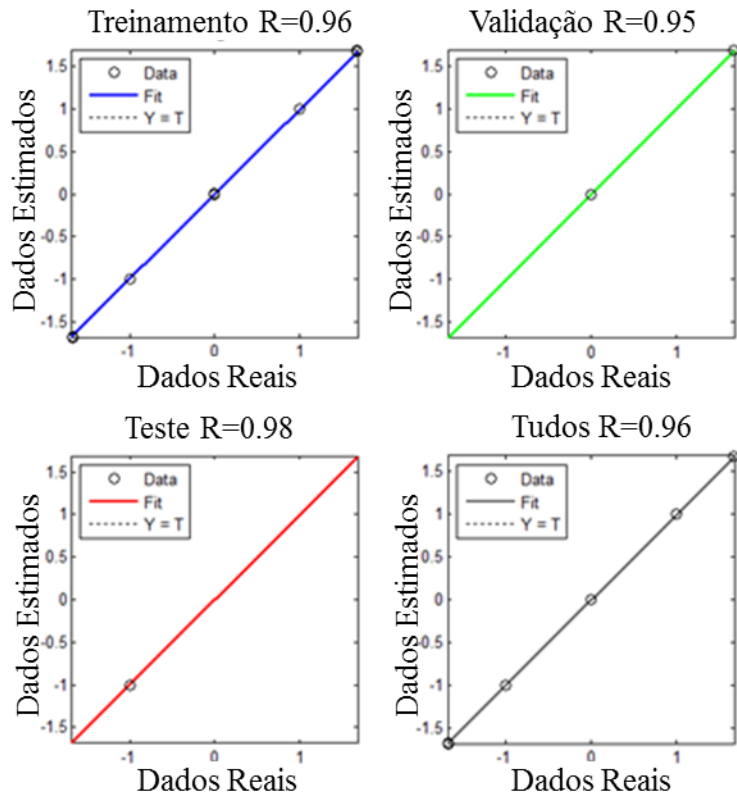 Treinamento R=0.96
Dados Estimados
1.5
1
0.5
0
-0.5
-1
-1.5
Data
Fit
Y = T
-1 0 1
Dados Reais
Validação R=0.95
Dados Estimados
1.5
1
0.5
0
-0.5
-1
-1.5
Data
Fit
Y = T
-1 0 1
Dados Reais
Teste R=0.98
Dados Estimados
1.5
1
0.5
0
-0.5
-1
-1.5
Data
Fit
Y = T
-1 0 1
Dados Reais
Tudos R=0.96
Dados Estimados
1.5
1
0.5
0
-0.5
-1
-1.5
Data
Fit
Y = T
-1 0 1
Dados Reais